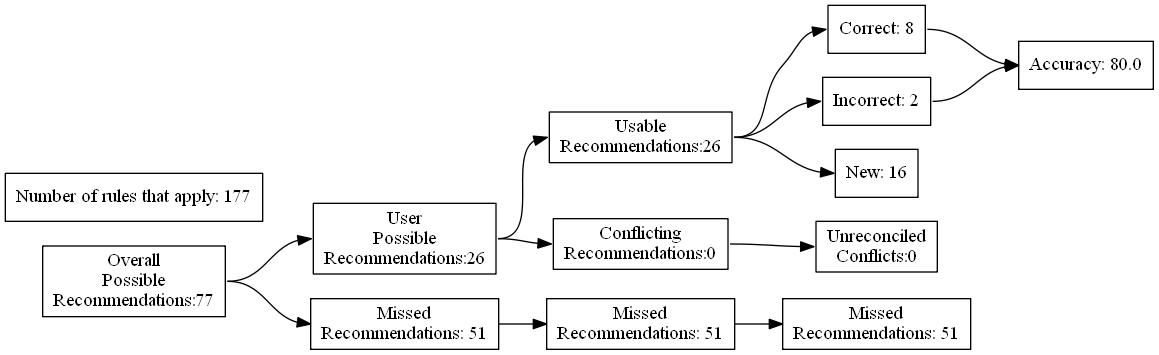 Number of rules that apply: 177
Overall
Possible
Recommendations:77
User
Possible
Recommendations:26
Missed
Recommendations: 51
Usable
Recommendations:26
Conflicting
Recommendations:0
Missed
Recommendations: 51
Correct: 8
Incorrect: 2
New: 16
Unreconciled
Conflicts:0
Missed
Recommendations: 51
Accuracy: 80.0